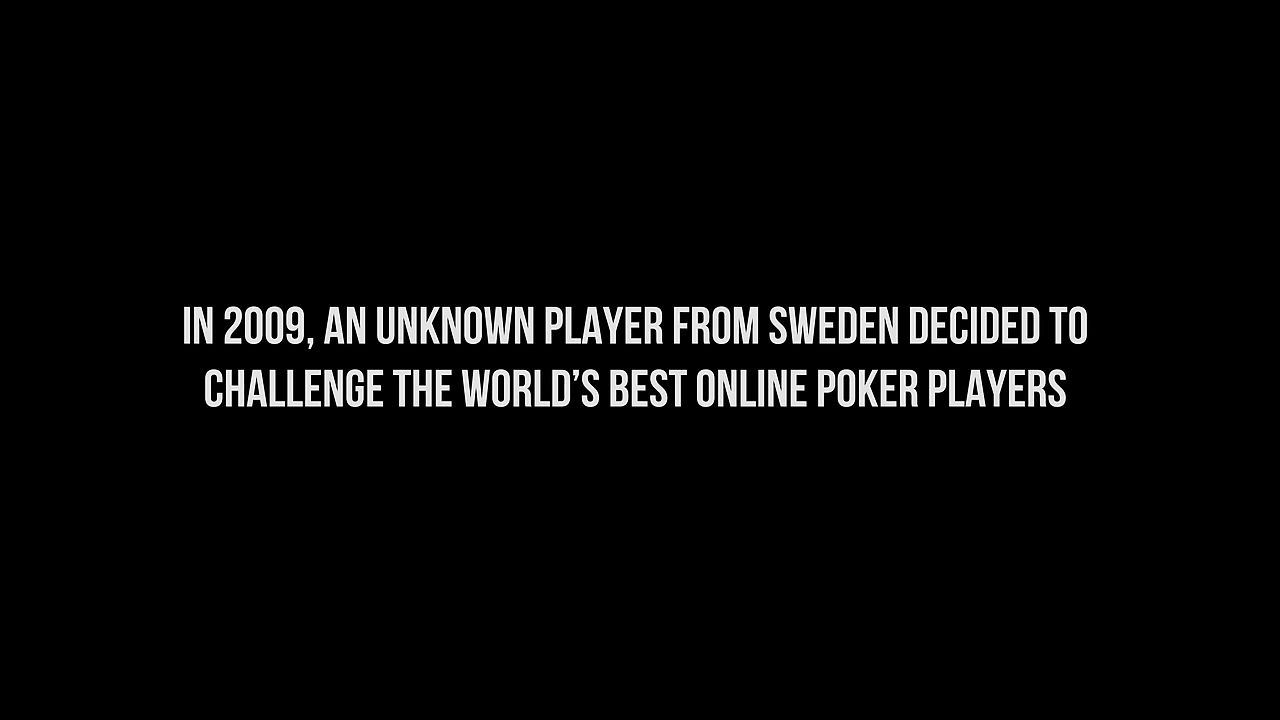 IN 2009, AN UNKNOWN PLAYER FROM SWEDEN DECIDED TO
CHALLENGE THE WORLD’S BEST ONLINE POKER PLAYERS